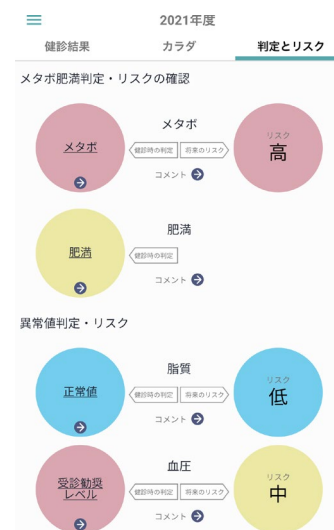 2021年度
健診結果 カラダ 判定とリスク
メタボ肥満判定・リスクの確認
メタボ
メタボ
健診時の判定 将来のリスク
コメント
リスク
高
肥満
肥満
健診時の判定
コメント
異常値判定・リスク
脂質
正常値
健診時の判定 将来のリスク
コメント
リスク
低
血圧
受診勧奨
レベル
健診時の判定 将来のリスク
コメント
リスク
中